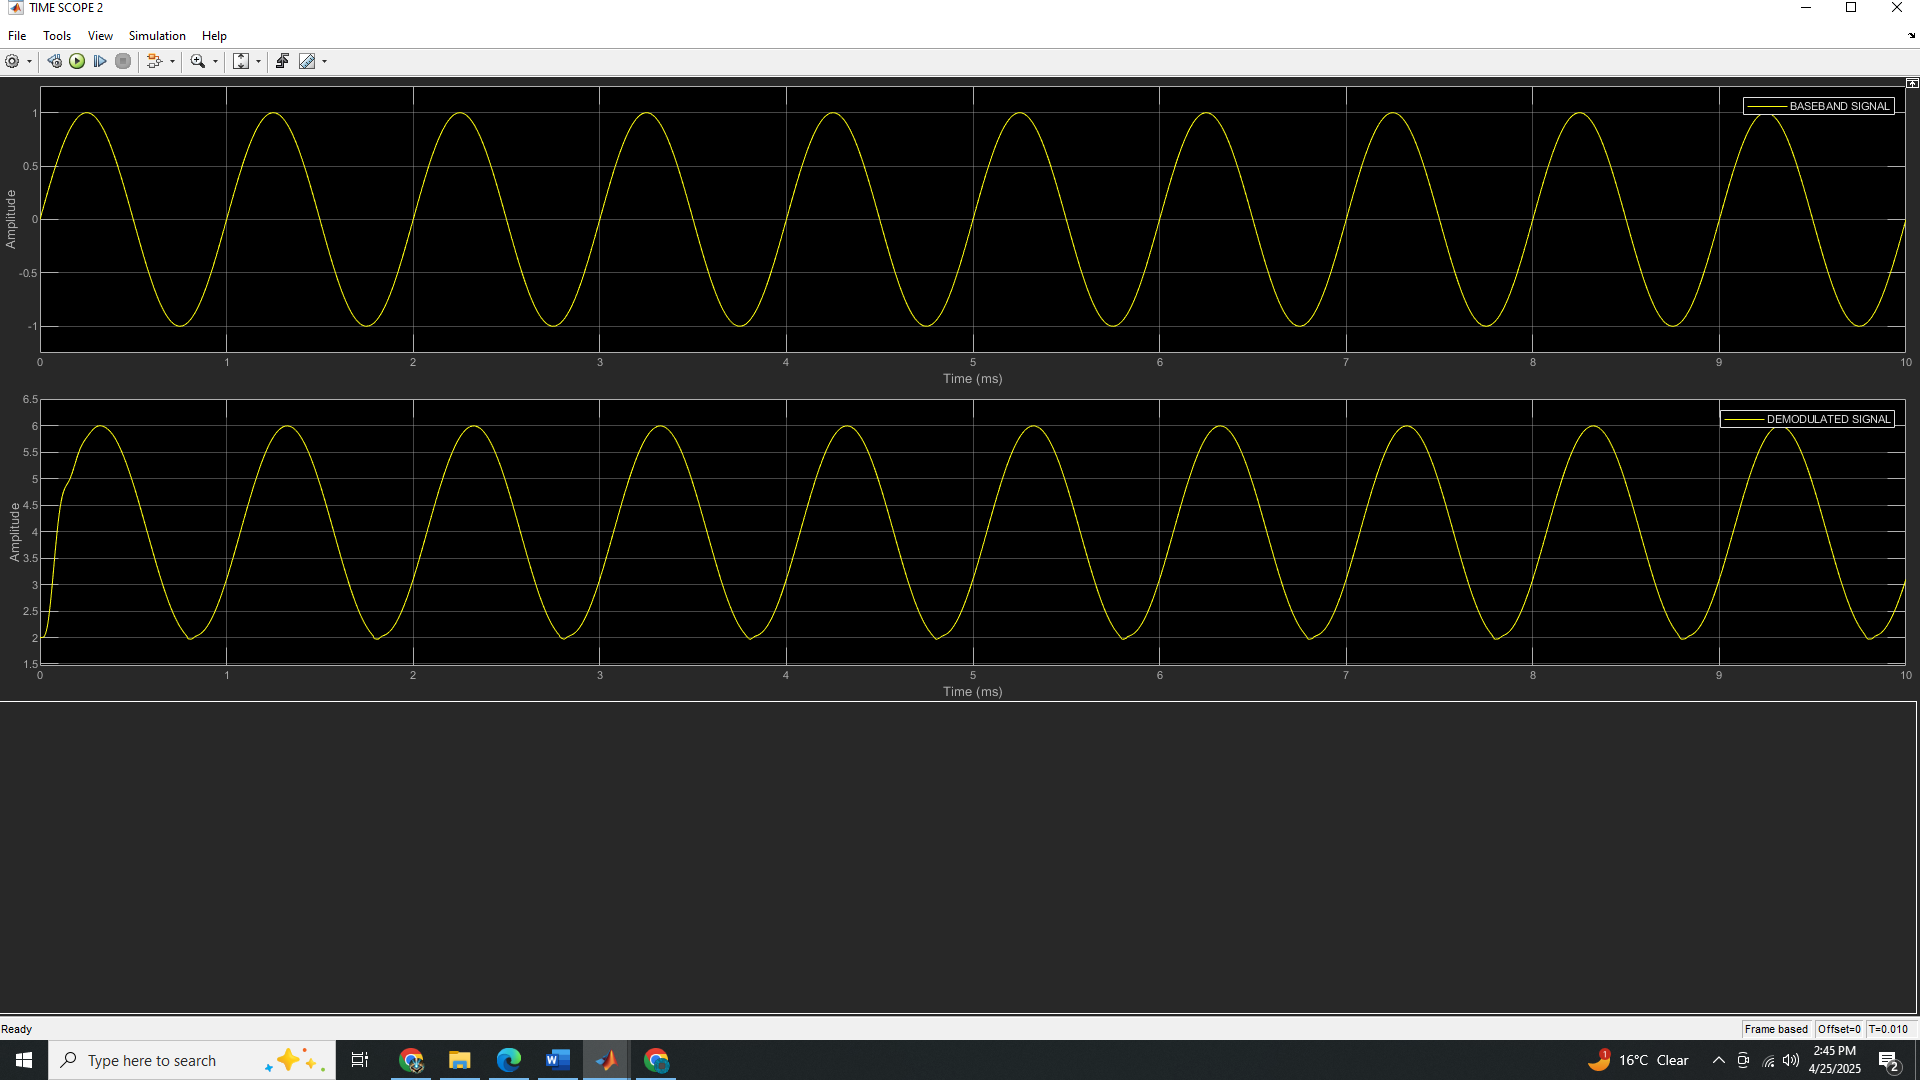 TIME SCOPE 2
File Tools View Simulation Help
BASEBAND SIGNAL
1
0.5
0
-0.5
-1
Amplitude
0 1 2 3 4 5 6 7 8 9 10
Time (ms)
DEMODULATED SIGNAL
6.5
6
5.5
5
4.5
4
3.5
3
2.5
2
1.5
Amplitude
0 1 2 3 4 5 6 7 8 9 10
Time (ms)
Ready Frame based Offset=0 T=0.010
Type here to search 1 16°C Clear 2:45 PM
4/25/2025 2